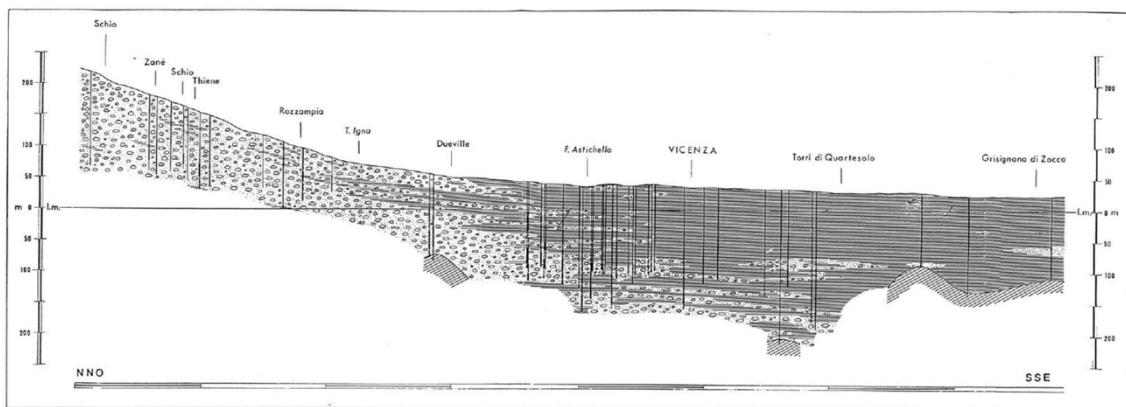 Schio
Zané
Schio
Thiene
Rozzampia
T. Igna
Dueville
F. Astichello
VICENZA
Torri di Quartesolo
Grisignano di Zocco
200
100
50
m 0 l.m.
50
100
200
200
100
50
l.m. 0 m
50
100
200
NNO
SSE